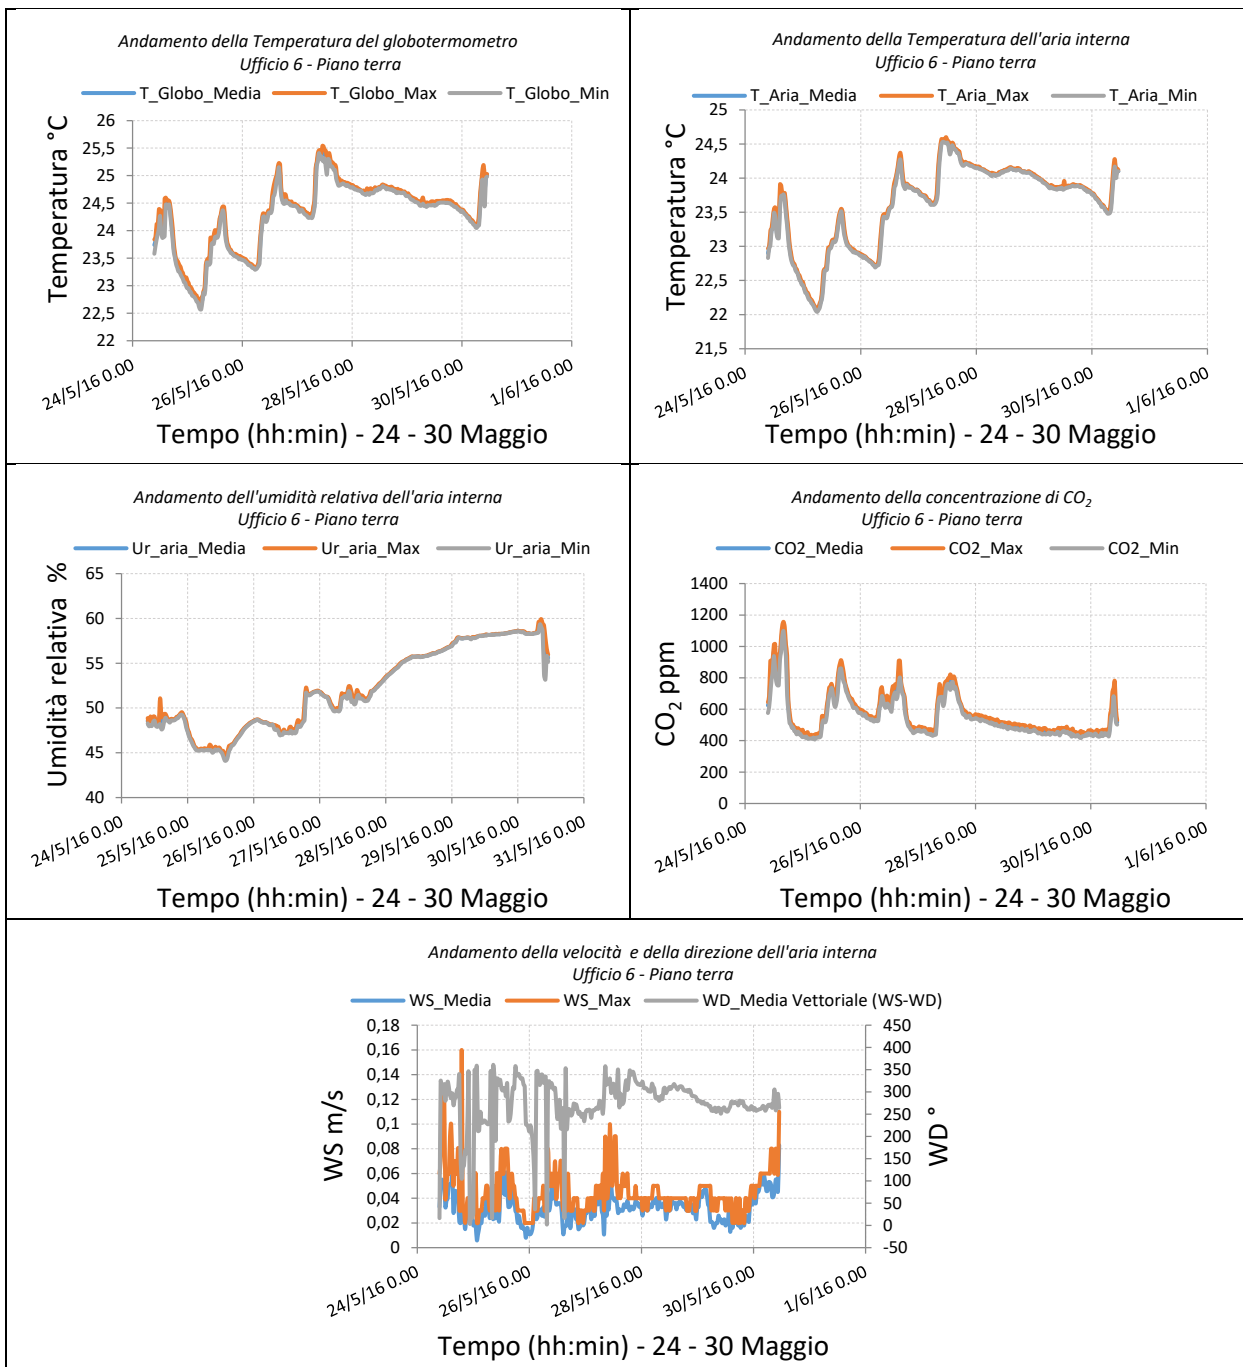 Andamento della Temperatura del globotermometro
Ufficio 6 - Piano terra
T_Globo_Media T_Globo_Max T_Globo_Min
Temperatura °C
26
25,5
25
24,5
24
23,5
23
22,5
22
24/5/16 0.00 26/5/16 0.00 28/5/16 0.00 30/5/16 0.00 1/6/16 0.00
Tempo (hh:min) - 24 - 30 Maggio
Andamento della Temperatura dell'aria interna
Ufficio 6 - Piano terra
T_Aria_Media T_Aria_Max T_Aria_Min
Temperatura °C
25
24,5
24
23,5
23
22,5
22
21,5
24/5/16 0.00 26/5/16 0.00 28/5/16 0.00 30/5/16 0.00 1/6/16 0.00
Tempo (hh:min) - 24 - 30 Maggio
Andamento dell'umidità relativa dell'aria interna
Ufficio 6 - Piano terra
Ur_aria_Media Ur_aria_Max Ur_aria_Min
Umidità relativa %
65
60
55
50
45
40
24/5/16 0.00 25/5/16 0.00 26/5/16 0.00 27/5/16 0.00 28/5/16 0.00 29/5/16 0.00 30/5/16 0.00 31/5/16 0.00
Tempo (hh:min) - 24 - 30 Maggio
Andamento della concentrazione di CO₂
Ufficio 6 - Piano terra
CO2_Media CO2_Max CO2_Min
CO₂ ppm
1400
1200
1000
800
600
400
200
0
24/5/16 0.00 26/5/16 0.00 28/5/16 0.00 30/5/16 0.00 1/6/16 0.00
Tempo (hh:min) - 24 - 30 Maggio
Andamento della velocità e della direzione dell'aria interna
Ufficio 6 - Piano terra
WS_Media WS_Max WD_Media Vettoriale (WS-WD)
WS m/s
0,18
0,16
0,14
0,12
0,1
0,08
0,06
0,04
0,02
0
450
400
350
300
250
200
150
100
50
0
-50
WD °
24/5/16 0.00 26/5/16 0.00 28/5/16 0.00 30/5/16 0.00 1/6/16 0.00
Tempo (hh:min) - 24 - 30 Maggio